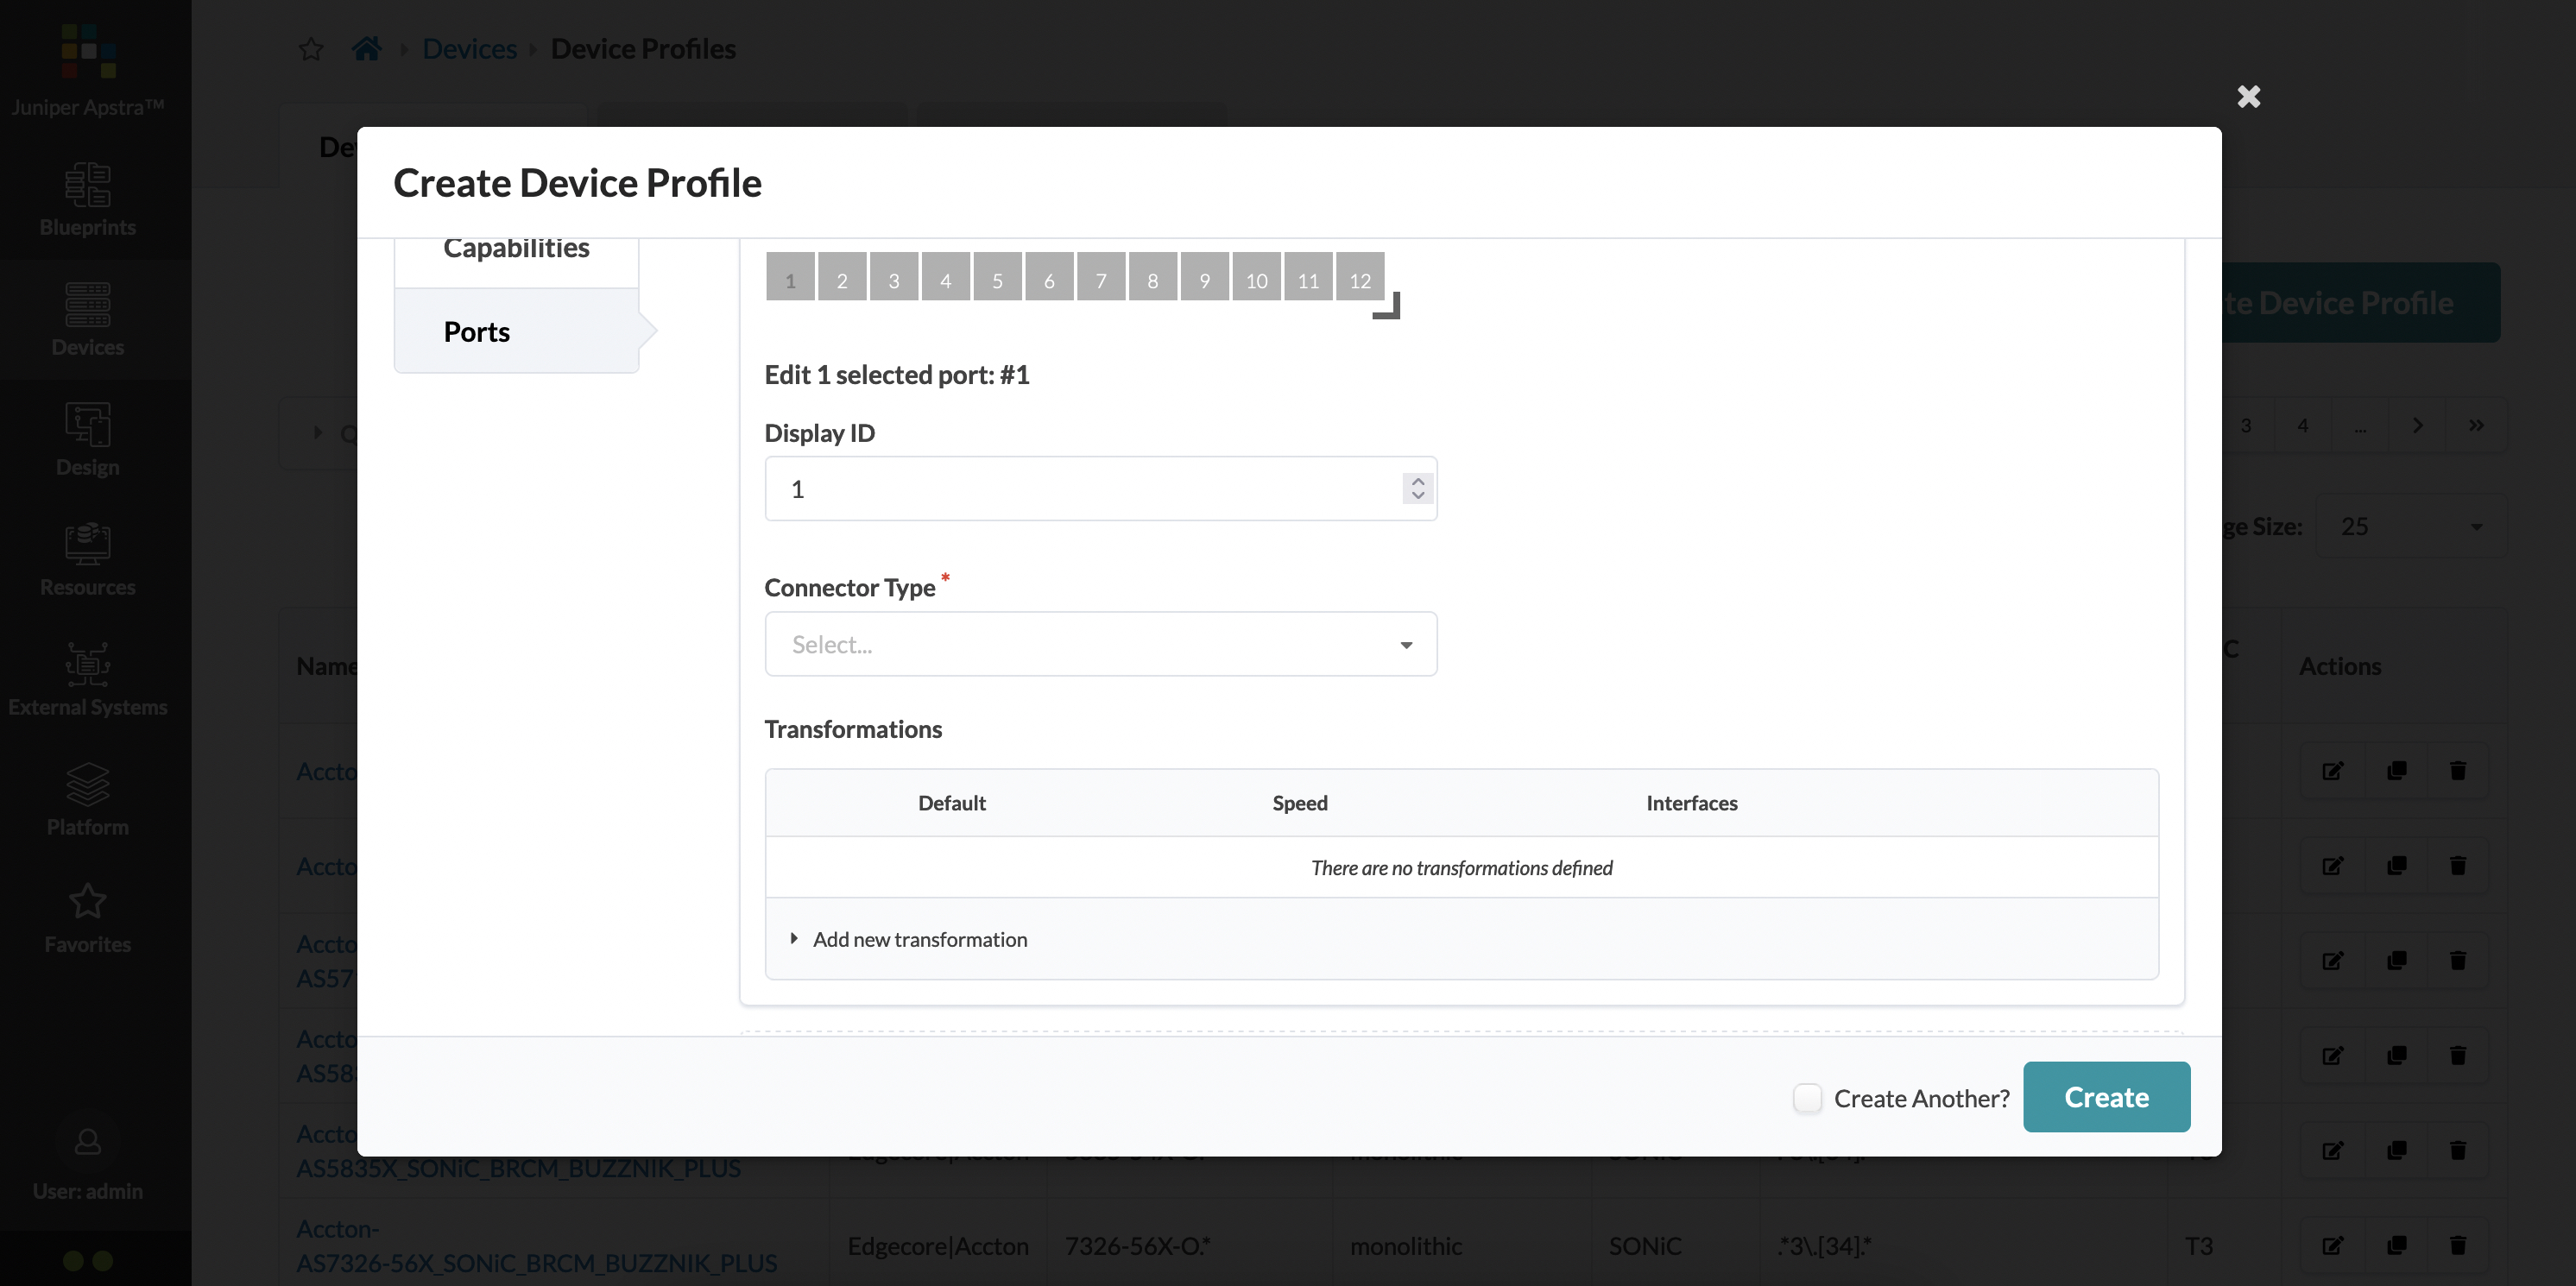 Devices
Device Profiles
Juniper Apstra™
Create Device Profile
Blueprints
Capabilities
1 2 3 4 5 6 7 8 9 10 11 12
te Device Profile
Devices
Ports
Edit 1 selected port: #1
Display ID
3 4 ...
Design
1
ge Size: 25
Resources
Connector Type *
Select...
External Systems
Name
C
Actions
Transformations
Accto
Default Speed Interfaces
Platform
Accto
There are no transformations defined
Favorites
Accto
AS57
Add new transformation
Accto
AS58
Create Another?
Create
Accto
AS5835X_SONiC_BRCM_BUZZNIK_PLUS
Edgecore|Accton
monolithic
SONiC
User: admin
Accton-
AS7326-56X_SONiC_BRCM_BUZZNIK_PLUS
Edgecore|Accton
7326-56X-O.*
monolithic
SONiC
.*3\.[34].*
T3